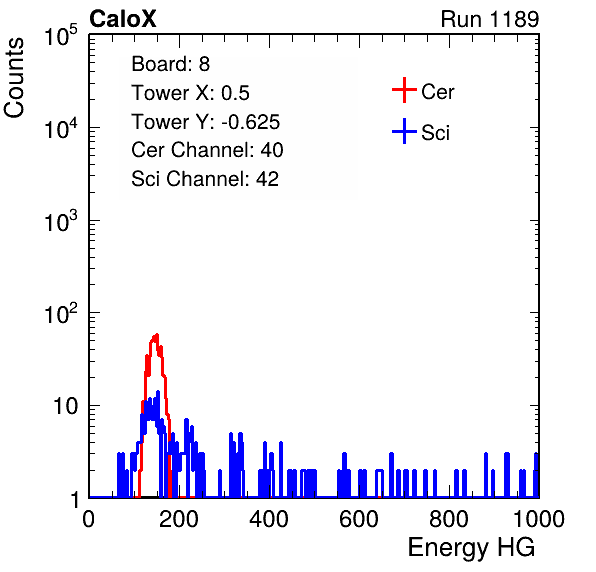 CaloX Run 1189
Counts
Board: 8
Tower X: 0.5
Tower Y: -0.625
Cer Channel: 40
Sci Channel: 42
Cer
Sci
10^5
10^4
10^3
10^2
10
1
0 200 400 600 800 1000
Energy HG